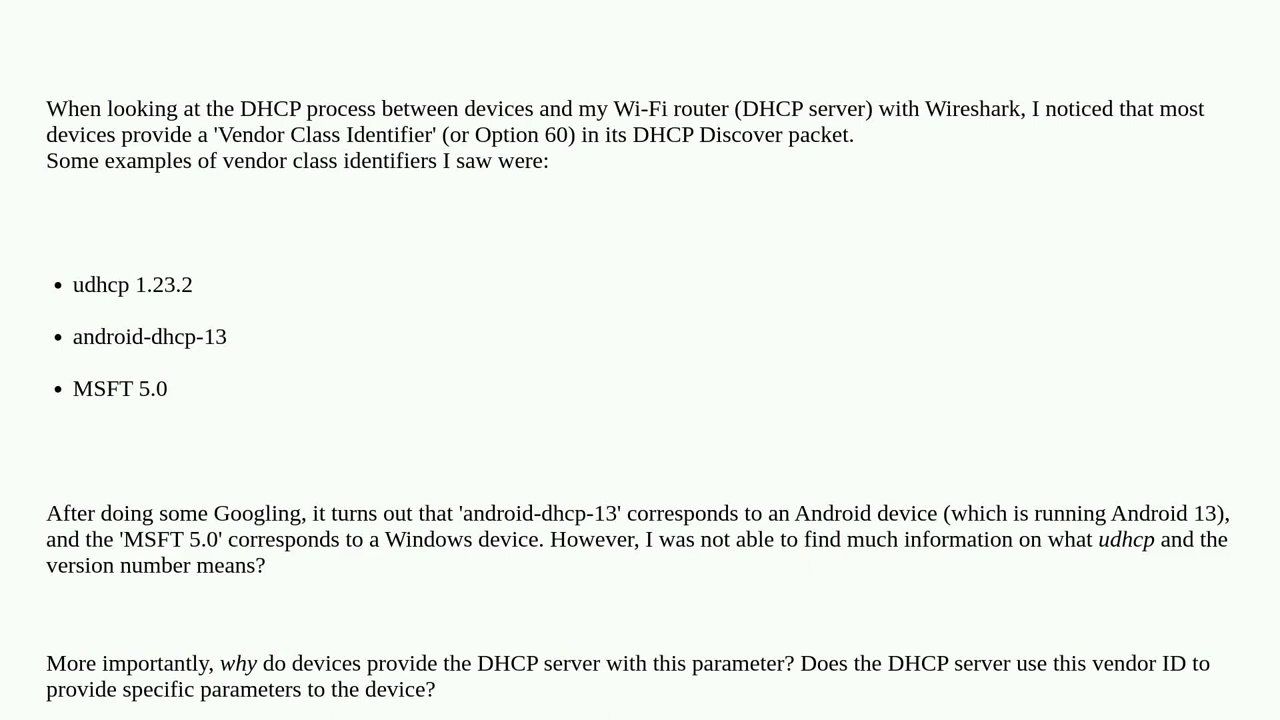 When looking at the DHCP process between devices and my Wi-Fi router (DHCP server) with Wireshark, I noticed that most
devices provide a 'Vendor Class Identifier' (or Option 60) in its DHCP Discover packet.
Some examples of vendor class identifiers I saw were:
• udhcp 1.23.2
• android-dhcp-13
• MSFT 5.0
After doing some Googling, it turns out that 'android-dhcp-13' corresponds to an Android device (which is running Android 13),
and the 'MSFT 5.0' corresponds to a Windows device. However, I was not able to find much information on what udhcp and the
version number means?
More importantly, why do devices provide the DHCP server with this parameter? Does the DHCP server use this vendor ID to
provide specific parameters to the device?